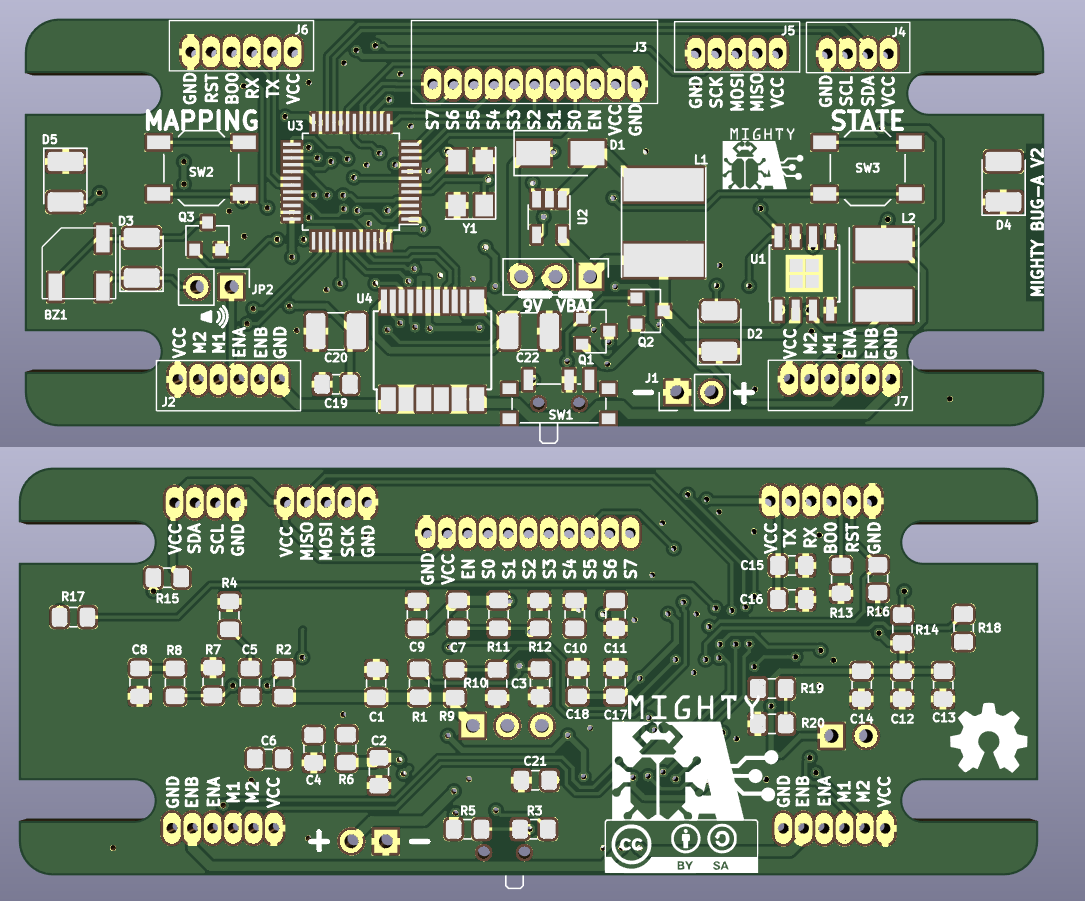 J6
J5
J4
J3
GND
RST
BO0
RX
TX
VCC
GND
SCK
MOSI
MISO
VCC
GND
SCL
SDA
VCC
S7
S6
S5
S4
S3
S2
S1
S0
EN
VCC
GND
MAPPING
U3
STATE
MIGHTY
D5
D1
L1
SW2
SW3
MIGHTY BUG-A V2
Q3
D3
U2
Y1
L2
D4
U1
BZ1
JP2
U4
9V VBAT
VCC
M2
M1
ENA
ENB
GND
C20
C22
Q1
Q2
D2
VCC
M2
M1
ENA
ENB
GND
J2
C19
SW1
J1
-
+
J7
VCC
SDA
SCL
GND
VCC
MISO
MOSI
SCK
GND
GND
VCC
EN
S0
S1
S2
S3
S4
S5
S6
S7
VCC
TX
RX
BO0
RST
GND
R17
R15
R4
C15
C16
R13
R16
R14
R18
C9
C7
R11
R12
C10
C11
C8
R8
R7
C5
R2
C1
R1
R9
R10
C3
C18
C17
R19
R20
C14
C12
C13
MIGHTY
C6
C4
R6
C2
C21
GND
ENB
ENA
M1
M2
VCC
+
-
R5
R3
GND
ENB
ENA
M1
M2
VCC
CC
BY
SA